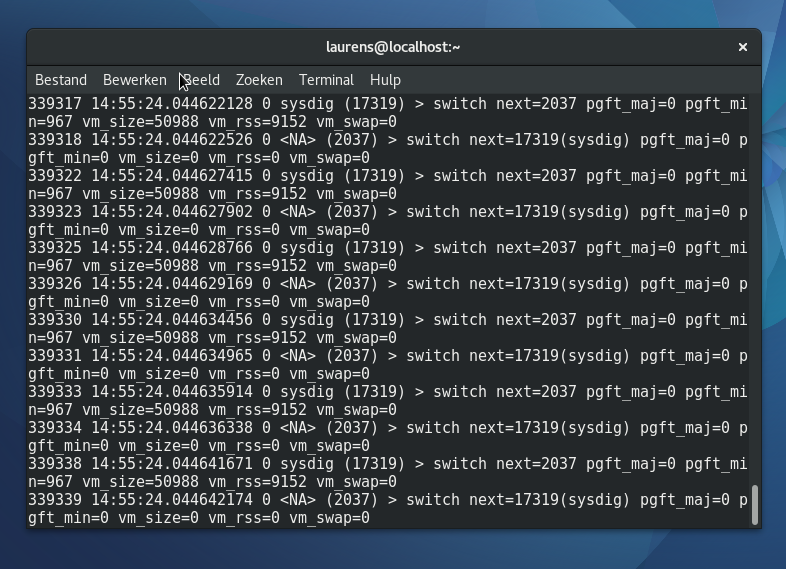 laurens@localhost:~
×
Bestand Bewerken Beeld Zoeken Terminal Hulp
339317 14:55:24.044622128 0 sysdig (17319) > switch next=2037 pgft_maj=0 pgft_mi
n=967 vm_size=50988 vm_rss=9152 vm_swap=0
339318 14:55:24.044622526 0 <NA> (2037) > switch next=17319(sysdig) pgft_maj=0 p
gft_min=0 vm_size=0 vm_rss=0 vm_swap=0
339322 14:55:24.044627415 0 sysdig (17319) > switch next=2037 pgft_maj=0 pgft_mi
n=967 vm_size=50988 vm_rss=9152 vm_swap=0
339323 14:55:24.044627902 0 <NA> (2037) > switch next=17319(sysdig) pgft_maj=0 p
gft_min=0 vm_size=0 vm_rss=0 vm_swap=0
339325 14:55:24.044628766 0 sysdig (17319) > switch next=2037 pgft_maj=0 pgft_mi
n=967 vm_size=50988 vm_rss=9152 vm_swap=0
339326 14:55:24.044629169 0 <NA> (2037) > switch next=17319(sysdig) pgft_maj=0 p
gft_min=0 vm_size=0 vm_rss=0 vm_swap=0
339330 14:55:24.044634456 0 sysdig (17319) > switch next=2037 pgft_maj=0 pgft_mi
n=967 vm_size=50988 vm_rss=9152 vm_swap=0
339331 14:55:24.044634965 0 <NA> (2037) > switch next=17319(sysdig) pgft_maj=0 p
gft_min=0 vm_size=0 vm_rss=0 vm_swap=0
339333 14:55:24.044635914 0 sysdig (17319) > switch next=2037 pgft_maj=0 pgft_mi
n=967 vm_size=50988 vm_rss=9152 vm_swap=0
339334 14:55:24.044636338 0 <NA> (2037) > switch next=17319(sysdig) pgft_maj=0 p
gft_min=0 vm_size=0 vm_rss=0 vm_swap=0
339338 14:55:24.044641671 0 sysdig (17319) > switch next=2037 pgft_maj=0 pgft_mi
n=967 vm_size=50988 vm_rss=9152 vm_swap=0
339339 14:55:24.044642174 0 <NA> (2037) > switch next=17319(sysdig) pgft_maj=0 p
gft_min=0 vm_size=0 vm_rss=0 vm_swap=0